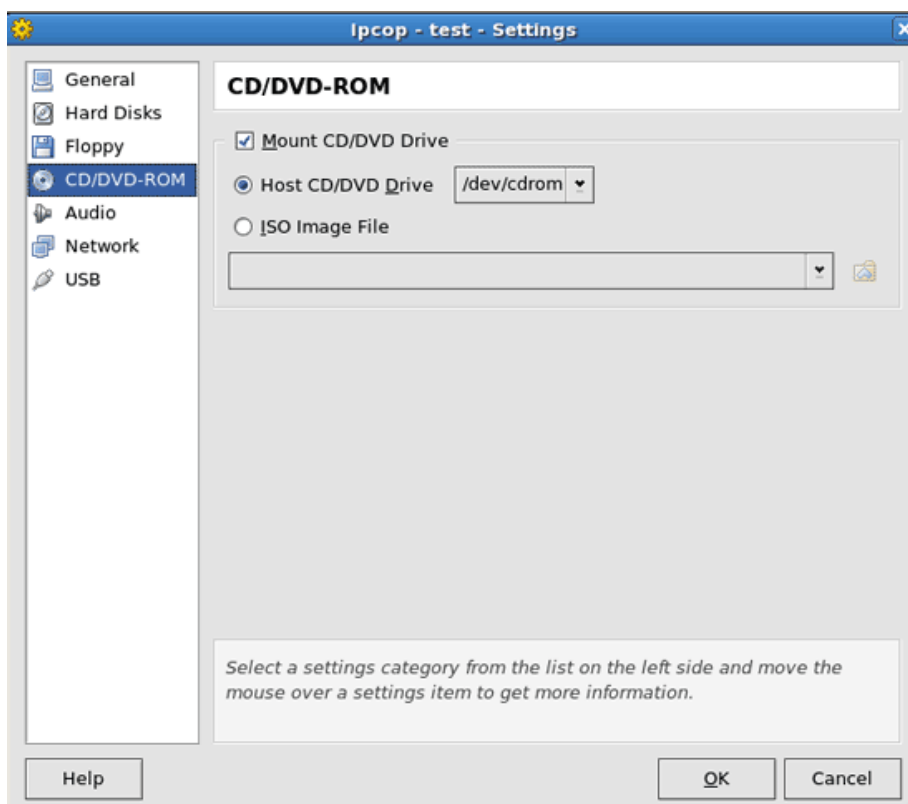 Ipcop - test - Settings
General
Hard Disks
Floppy
CD/DVD-ROM
Audio
Network
USB
CD/DVD-ROM
Mount CD/DVD Drive
Host CD/DVD Drive /dev/cdrom
ISO Image File
Select a settings category from the list on the left side and move the
mouse over a settings item to get more information.
Help OK Cancel